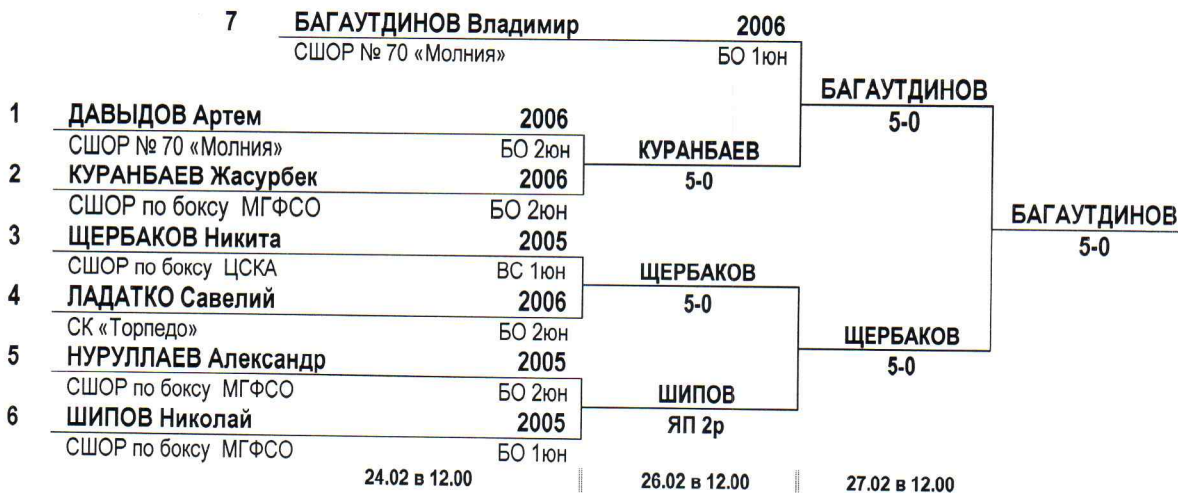 7 БАГАУТДИНОВ Владимир 2006
СШОР № 70 «Молния» БО 1юн
БАГАУТДИНОВ
5-0
1 ДАВЫДОВ Артем 2006
СШОР № 70 «Молния» БО 2юн
КУРАНБАЕВ
5-0
2 КУРАНБАЕВ Жасурбек 2006
СШОР по боксу МГФСО БО 2юн
БАГАУТДИНОВ
5-0
3 ЩЕРБАКОВ Никита 2005
СШОР по боксу ЦСКА ВС 1юн
ЩЕРБАКОВ
5-0
4 ЛАДАТКО Савелий 2006
СК «Торпедо» БО 2юн
ЩЕРБАКОВ
5-0
5 НУРУЛЛАЕВ Александр 2005
СШОР по боксу МГФСО БО 2юн
ШИПОВ
ЯП 2р
6 ШИПОВ Николай 2005
СШОР по боксу МГФСО БО 1юн
24.02 в 12.00 26.02 в 12.00 27.02 в 12.00